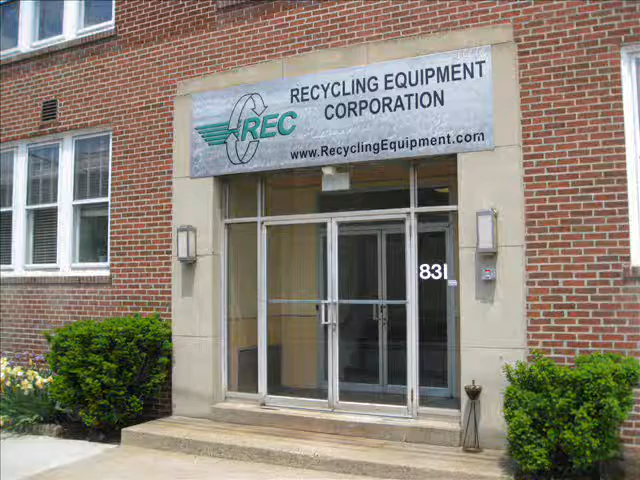 RECYCLING EQUIPMENT
CORPORATION
REC
www.RecyclingEquipment.com
831